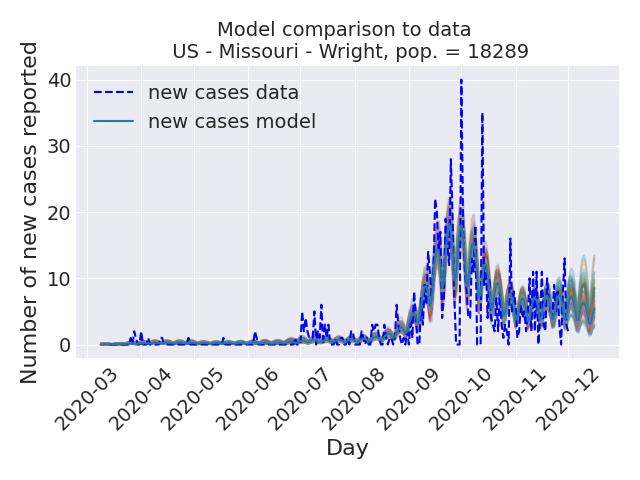 Model comparison to data
US - Missouri - Wright, pop. = 18289
Number of new cases reported
40
30
20
10
0
new cases data
new cases model
2020-03
2020-04
2020-05
2020-06
2020-07
2020-08
2020-09
2020-10
2020-11
2020-12
Day